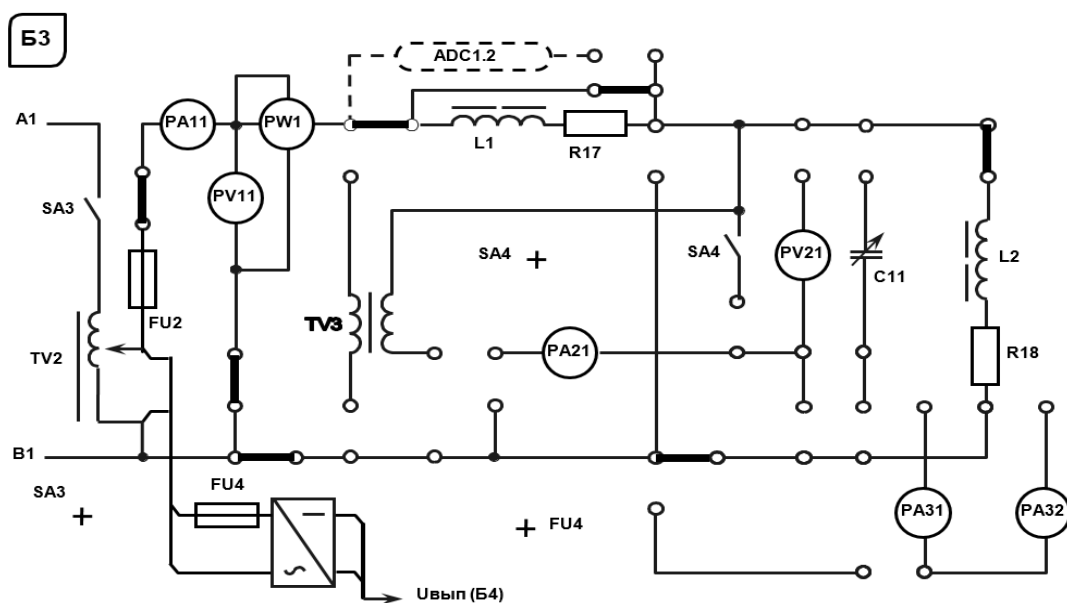 Б3
ADC1.2
A1
PA11
PW1
L1
R17
PV11
SA3
SA4
SA4
PV21
C11
L2
FU2
TV3
TV2
PA21
R18
B1
SA3
FU4
FU4
PA31
PA32
Uвып (Б4)